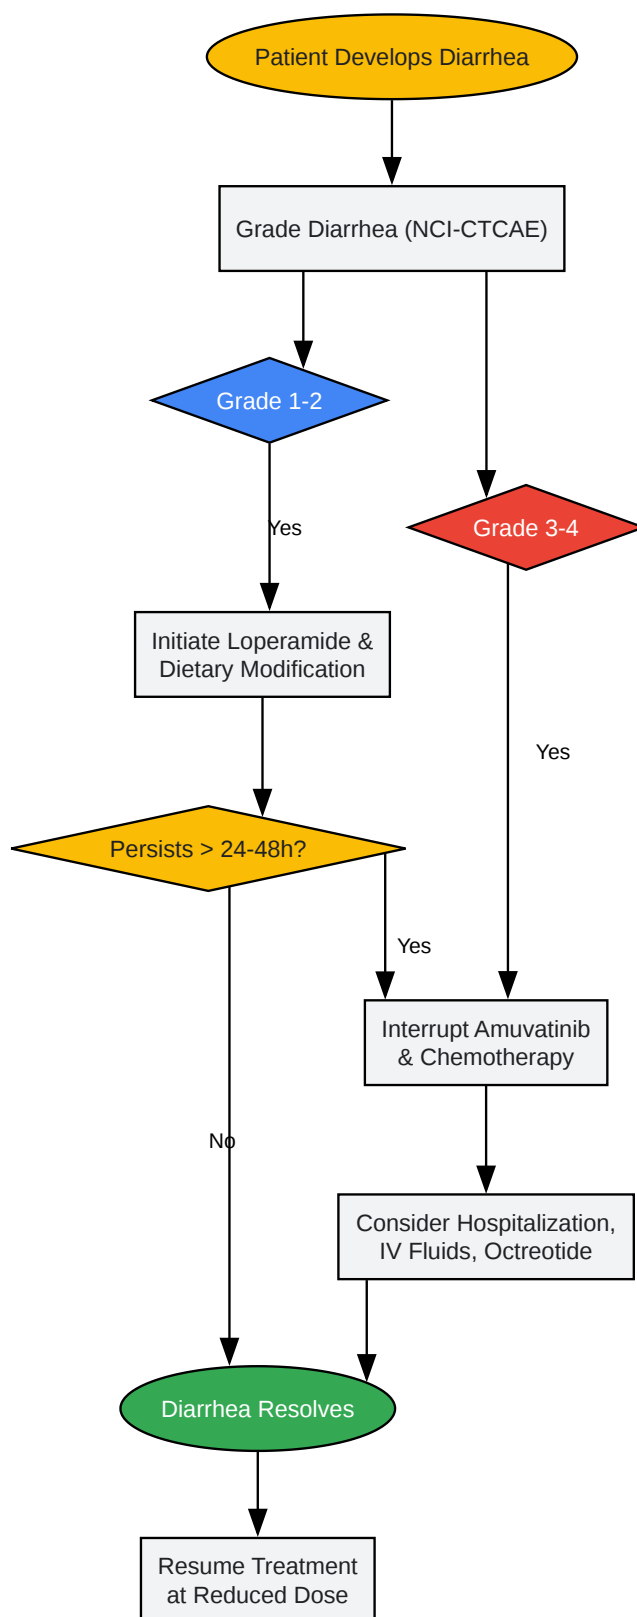 Patient Develops Diarrhea
Grade Diarrhea (NCI-CTCAE)
Grade 1-2
Yes
Grade 3-4
Initiate Loperamide &
Dietary Modification
Yes
Persists > 24-48h?
Yes
Interrupt Amuvatinib
& Chemotherapy
No
Consider Hospitalization,
IV Fluids, Octreotide
Diarrhea Resolves
Resume Treatment
at Reduced Dose